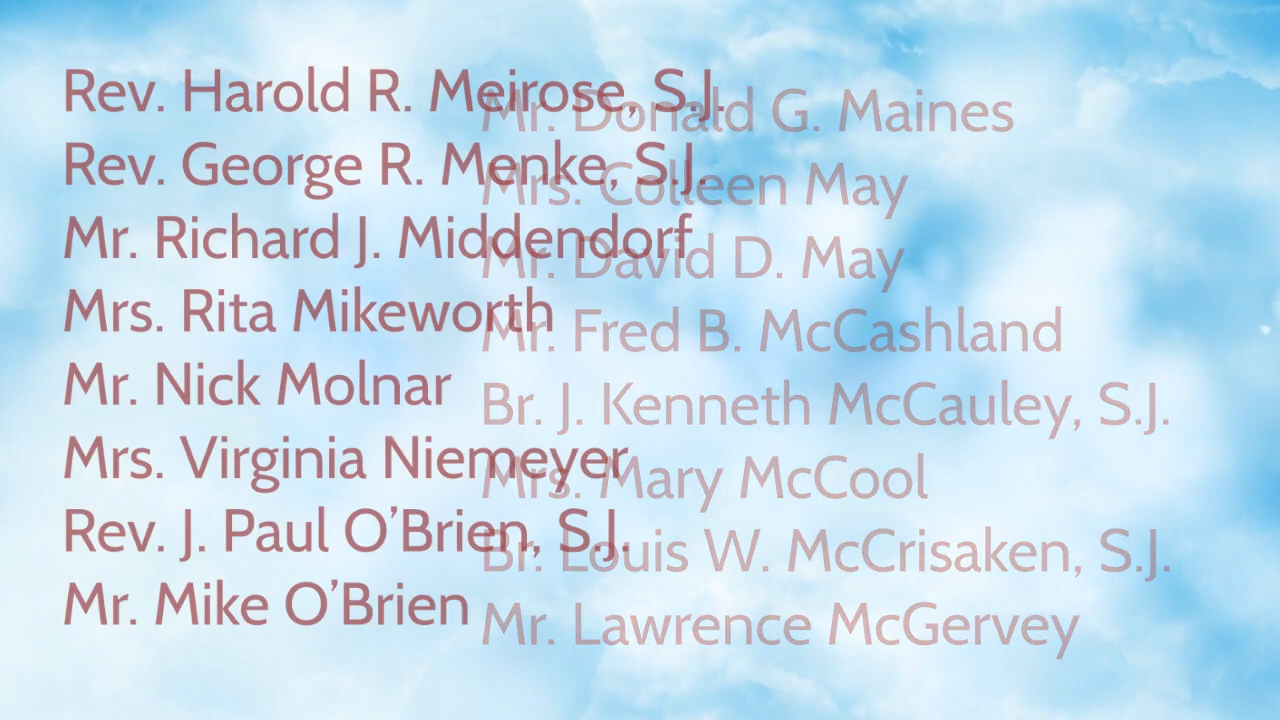 Rev. Harold R. Meirose, S.J.
Rev. George R. Menke, S.J.
Mr. Richard J. Middendorf
Mrs. Rita Mikeworth
Mr. Nick Molnar
Mrs. Virginia Niemeyer
Rev. J. Paul O’Brien, S.J.
Mr. Mike O’Brien
Mr. Donald G. Maines
Mrs. Colleen May
Mr. David D. May
Mr. Fred B. McCashland
Br. J. Kenneth McCauley, S.J.
Mrs. Mary McCool
Br. Louis W. McCrisaken, S.J.
Mr. Lawrence McGervey